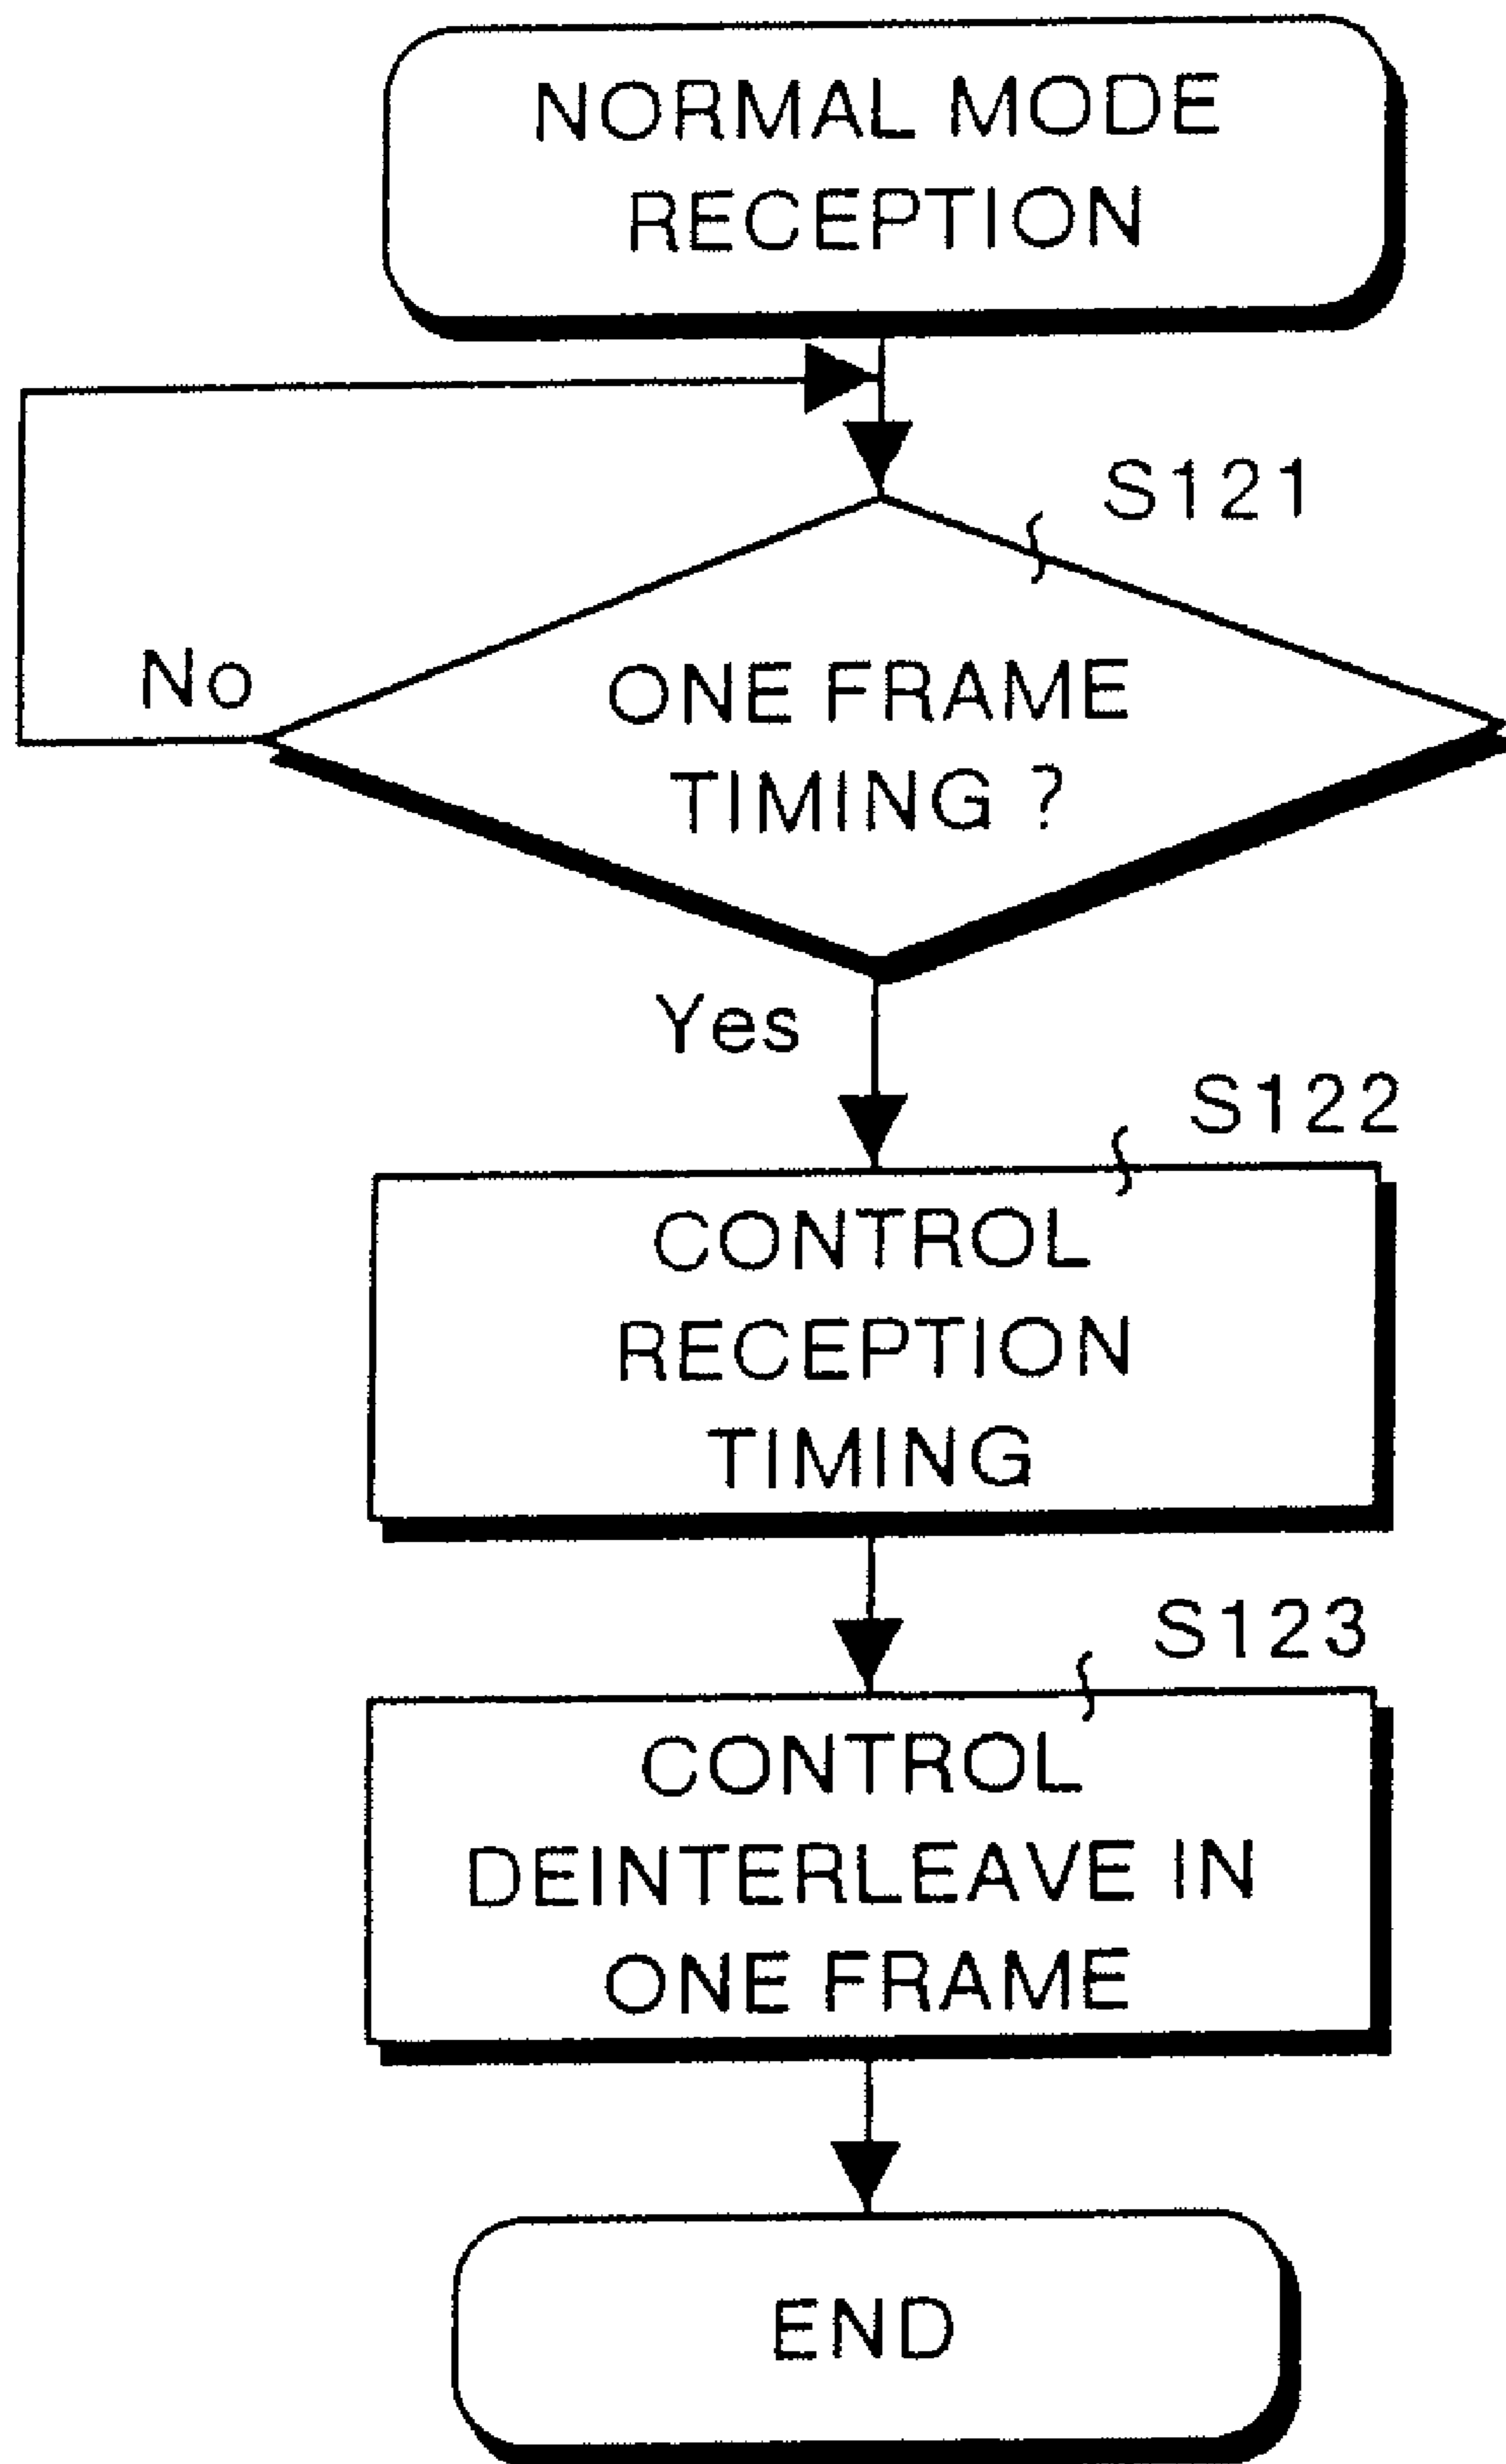 NORMAL MODE
RECEPTION
S121
No
ONE FRAME
TIMING ?
Yes
S122
CONTROL
RECEPTION
TIMING
S123
CONTROL
DEINTERLEAVE IN
ONE FRAME
END